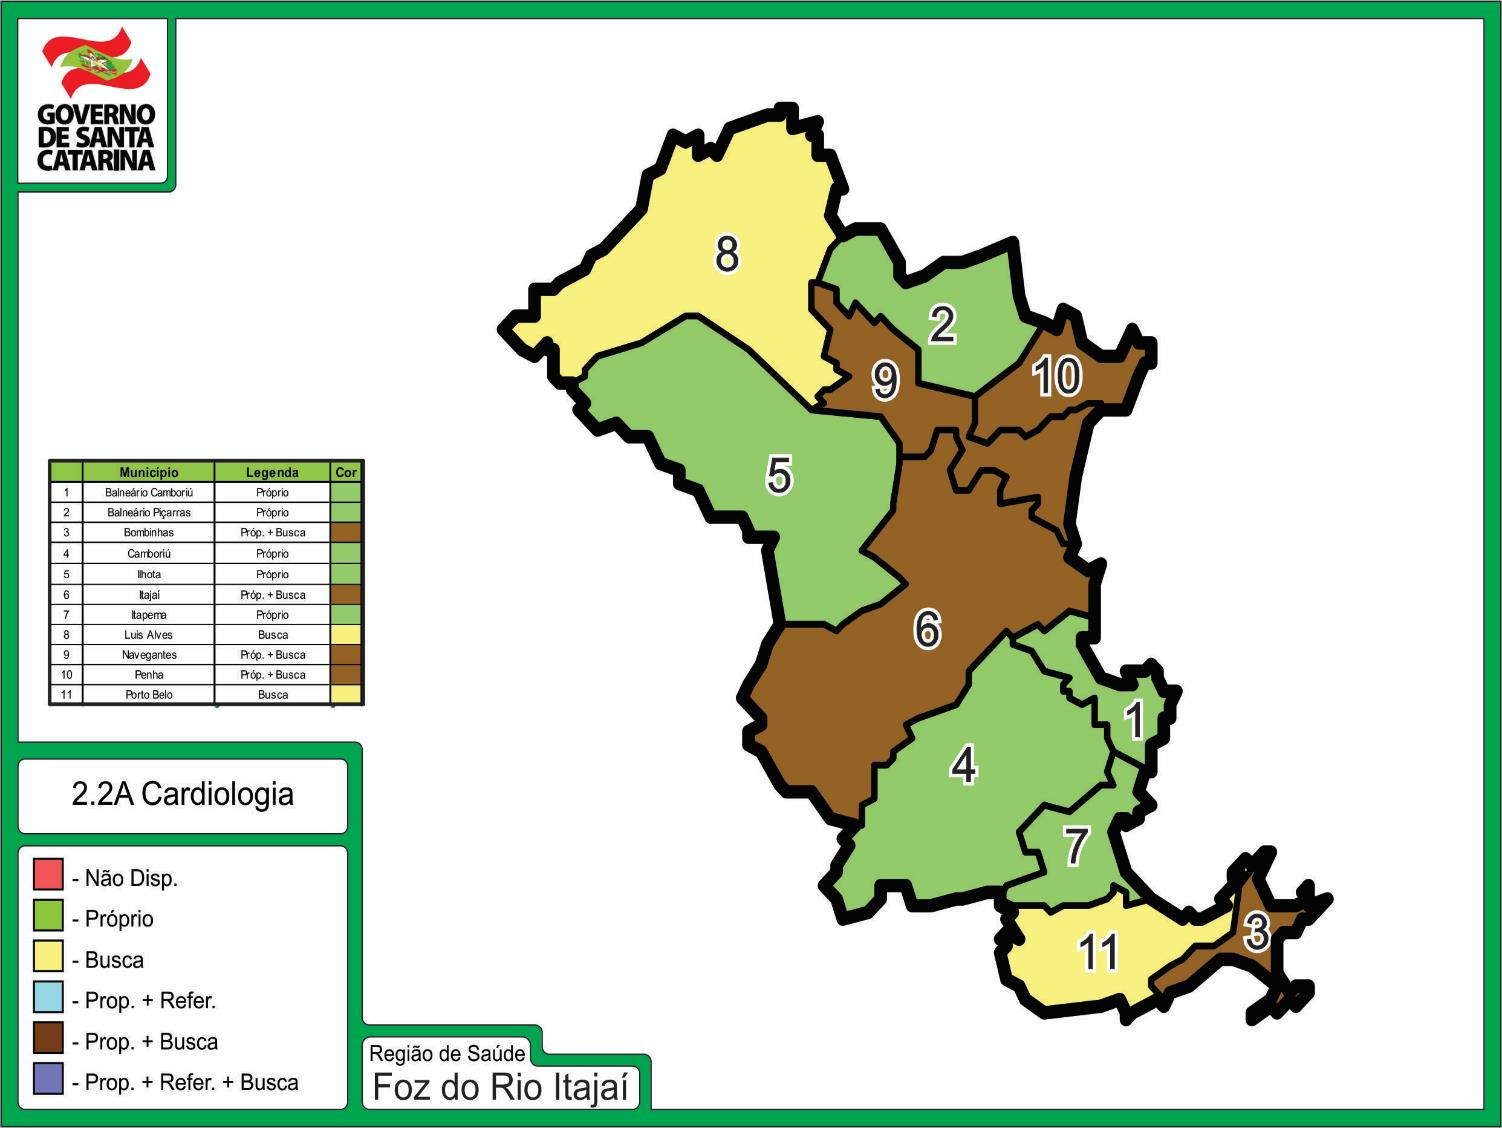 GOVERNO
DE SANTA
CATARINA
8
2
9
10
5
6
1
4
7
11
3
Município Legenda Cor
1 Balneário Camboriú Próprio
2 Balneário Piçarras Próprio
3 Bombinhas Próp. + Busca
4 Camboriú Próprio
5 Ilhota Próprio
6 Itajaí Próp. + Busca
7 Itapema Próprio
8 Luis Alves Busca
9 Navegantes Próp. + Busca
10 Penha Próp. + Busca
11 Porto Belo Busca
2.2A Cardiologia
- Não Disp.
- Próprio
- Busca
- Prop. + Refer.
- Prop. + Busca
- Prop. + Refer. + Busca
Região de Saúde
Foz do Rio Itajaí